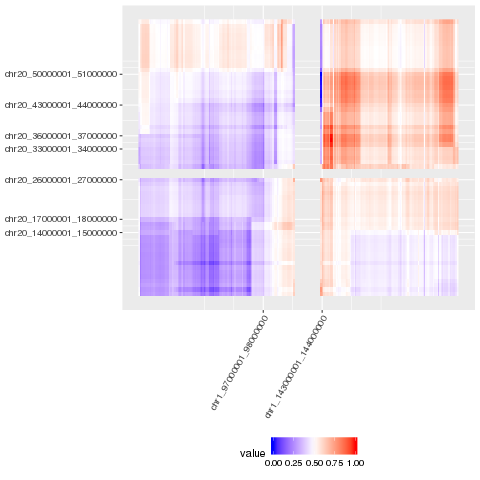 chr20_50000001_51000000
chr20_43000001_44000000
chr20_36000001_37000000
chr20_33000001_34000000
chr20_26000001_27000000
chr20_17000001_18000000
chr20_14000001_15000000
chr1_97000001_98000000
chr1_143000001_144000000
value
0.00 0.25 0.50 0.75 1.00